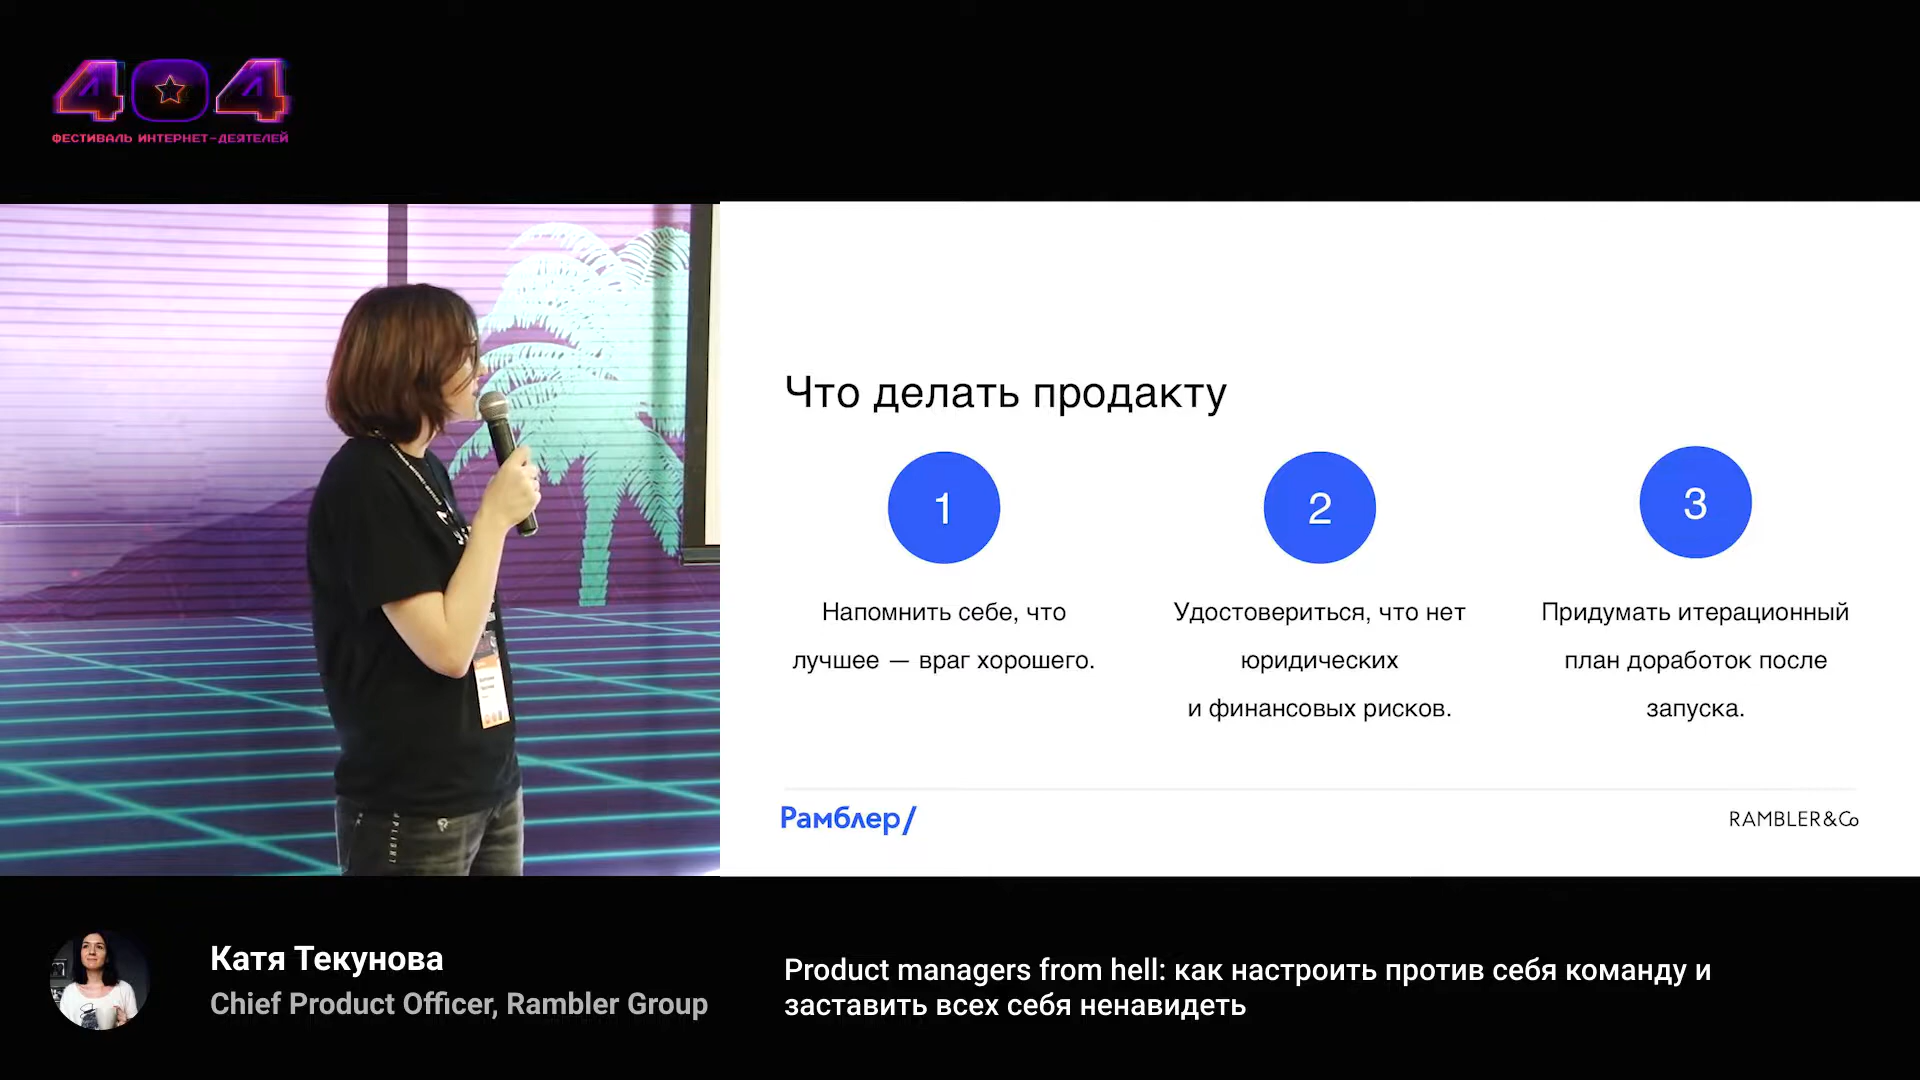 404
ФЕСТИВАЛЬ ИНТЕРНЕТ-ДЕЯТЕЛЕЙ
Что делать продакту
1
Напомнить себе, что
лучшее — враг хорошего.
2
Удостовериться, что нет
юридических
и финансовых рисков.
3
Придумать итерационный
план доработок после
запуска.
Рамблер/
RAMBLER&Co
Катя Текунова
Chief Product Officer, Rambler Group
Product managers from hell: как настроить против себя команду и
заставить всех себя ненавидеть